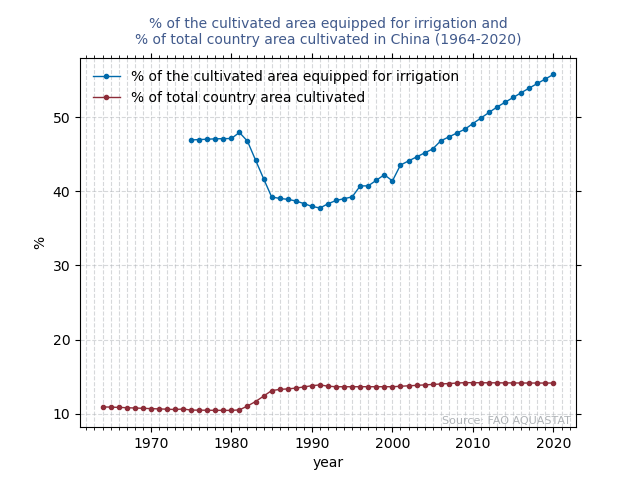 % of the cultivated area equipped for irrigation and
% of total country area cultivated in China (1964-2020)
% of the cultivated area equipped for irrigation
% of total country area cultivated
50
40
30
20
10
%
Source: FAO AQUASTAT
1970 1980 1990 2000 2010 2020
year